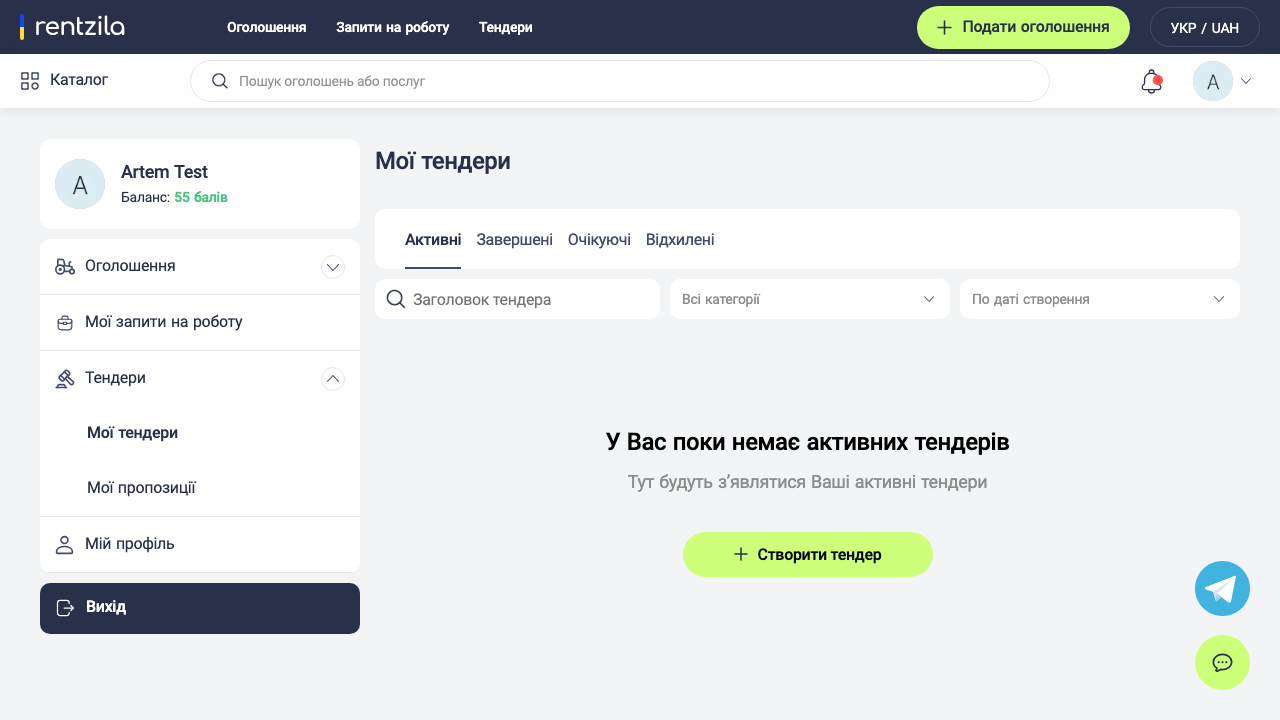 rentzila
Оголошення
Запити на роботу
Тендери
Подати оголошення
УКР / UAH
Каталог
Пошук оголошень або послуг
A
A
Artem Test
Баланс: 55 балів
Оголошення
Мої запити на роботу
Тендери
Мої тендери
Мої пропозиції
Мій профіль
Вихід
Мої тендери
Активні
Завершені
Очікуючі
Відхилені
Заголовок тендера
Всі категорії
По даті створення
У Вас поки немає активних тендерів
Тут будуть з’являтися Ваші активні тендери
Створити тендер